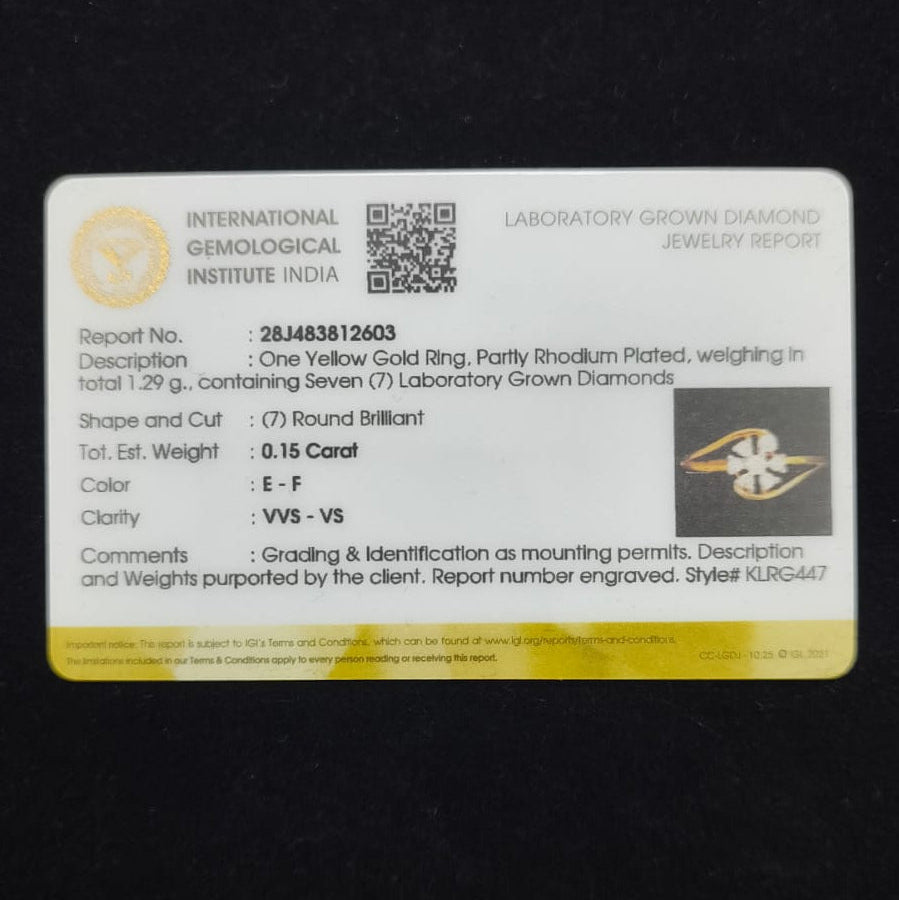 INTERNATIONAL
GEMOLOGICAL
INSTITUTE INDIA
LABORATORY GROWN DIAMOND
JEWELRY REPORT
Report No. : 28J483812603
Description : One Yellow Gold Ring, Partly Rhodium Plated, weighing in
total 1.29 g., containing Seven (7) Laboratory Grown Diamonds
Shape and Cut : (7) Round Brilliant
Tot. Est. Weight : 0.15 Carat
Color : E - F
Clarity : VVS - VS
Comments : Grading & Identification as mounting permits. Description
and Weights purported by the client. Report number engraved. Style# KLRG447
Important notice: This report is subject to IGI's Terms and Conditions, which can be found at www.igi.org/reports/terms-and-conditions.
The limitations included in our Terms & Conditions apply to every person reading or receiving this report.
CC-LGDJ - 10.25 © IGI, 2021